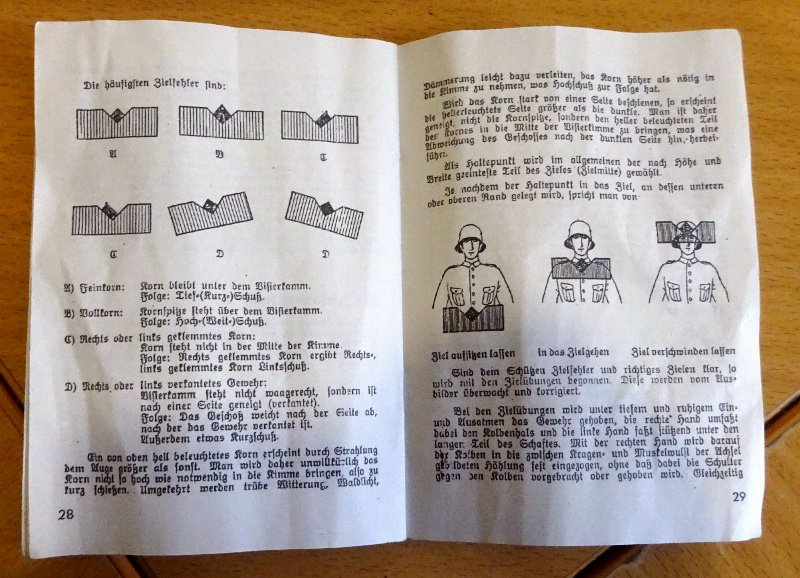 Die häufigsten Zielfehler sind:
A B C
C D D
A) Feinkorn: Korn bleibt unter dem Visierkamm.
Folge: Tief-(Kurz-)Schuß.
B) Vollkorn: Kornspitze steht über dem Visierkamm.
Folge: Hoch-(Weit-)Schuß.
C) Rechts oder links geklemmtes Korn:
Korn steht nicht in der Mitte der Kimme.
Folge: Rechts geklemmtes Korn ergibt Rechts-,
links geklemmtes Korn Linksschuß.
D) Rechts oder links verkantetes Gewehr:
Visierkamm steht nicht waagerecht, sondern ist
nach einer Seite geneigt (verkantet).
Folge: Das Geschoß weicht nach der Seite ab,
nach der das Gewehr verkantet ist.
Außerdem etwas Kurzschuß.
Ein von oben hell beleuchtetes Korn erscheint durch Strahlung
dem Auge größer als sonst. Man wird daher unwillkürlich das
Korn nicht so hoch wie notwendig in die Kimme bringen, also zu
kurz schießen. Umgekehrt werden trübe Witterung, Waldlicht,
28
Dämmerung leicht dazu verleiten, das Korn höher als nötig in
die Kimme zu nehmen, was Hochschuß zur Folge hat.
Wird das Korn stark von einer Seite beschienen, so erscheint
die hellerleuchtete Seite größer als die dunkle. Man ist daher
geneigt, nicht die Kornspitze, sondern den heller beleuchteten Teil
des Kornes in die Mitte der Visierkimme zu bringen, was eine
Abweichung des Geschosses nach der dunklen Seite hin herbei-
führt.
Als Haltepunkt wird im allgemeinen der nach Höhe und
Breite geeinteste Teil des Zieles (Zielmitte) gewählt.
Je nachdem der Haltepunkt in das Ziel, an dessen unteren
oder oberen Rand gelegt wird, spricht man von
Ziel aufsitzen lassen In das Zielgehen Ziel verschwinden lassen
Sind dem Schützen Zielfehler und richtiges Zielen klar, so
wird mit den Zielübungen begonnen. Diese werden vom Aus-
bilder überwacht und korrigiert.
Bei den Zielübungen wird unter tiefem und ruhigem Ein-
und Ausatmen das Gewehr gehoben, die rechte Hand umfaßt
dabei den Kolbenhals und die linke Hand faßt stützend unter den
langen Teil des Schaftes. Mit der rechten Hand wird darauf
der Kolben in die zwischen Kragen- und Muskelwulst der Achsel
gebildeten Höhlung fest eingezogen, ohne daß dabei die Schulter
gegen den Kolben vorgebracht oder gehoben wird. Gleichzeitig
29